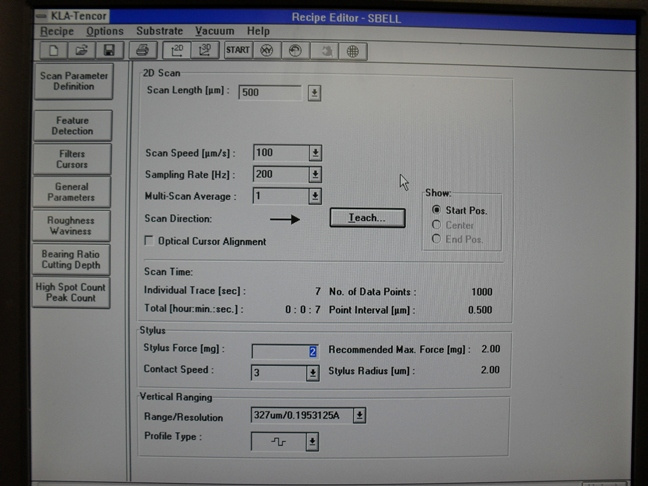 KLA-Tencor
Recipe Editor - SBELL
Recipe Options Substrate Vacuum Help
2D 3D START XY
Scan Parameter
Definition
Feature
Detection
Filters
Cursors
General
Parameters
Roughness
Waviness
Bearing Ratio
Cutting Depth
High Spot Count
Peak Count
2D Scan
Scan Length [µm] : 500
Scan Speed [µm/s] : 100
Sampling Rate [Hz] : 200
Multi-Scan Average : 1
Scan Direction: Teach...
Optical Cursor Alignment
Show:
Start Pos.
Center
End Pos.
Scan Time:
Individual Trace [sec] : 7 No. of Data Points : 1000
Total [hour:min.:sec.] : 0 : 0 : 7 Point Interval [µm] : 0.500
Stylus
Stylus Force [mg] : 2 Recommended Max. Force [mg] : 2.00
Contact Speed : 3 Stylus Radius [um] : 2.00
Vertical Ranging
Range/Resolution 327um/0.1953125A
Profile Type :